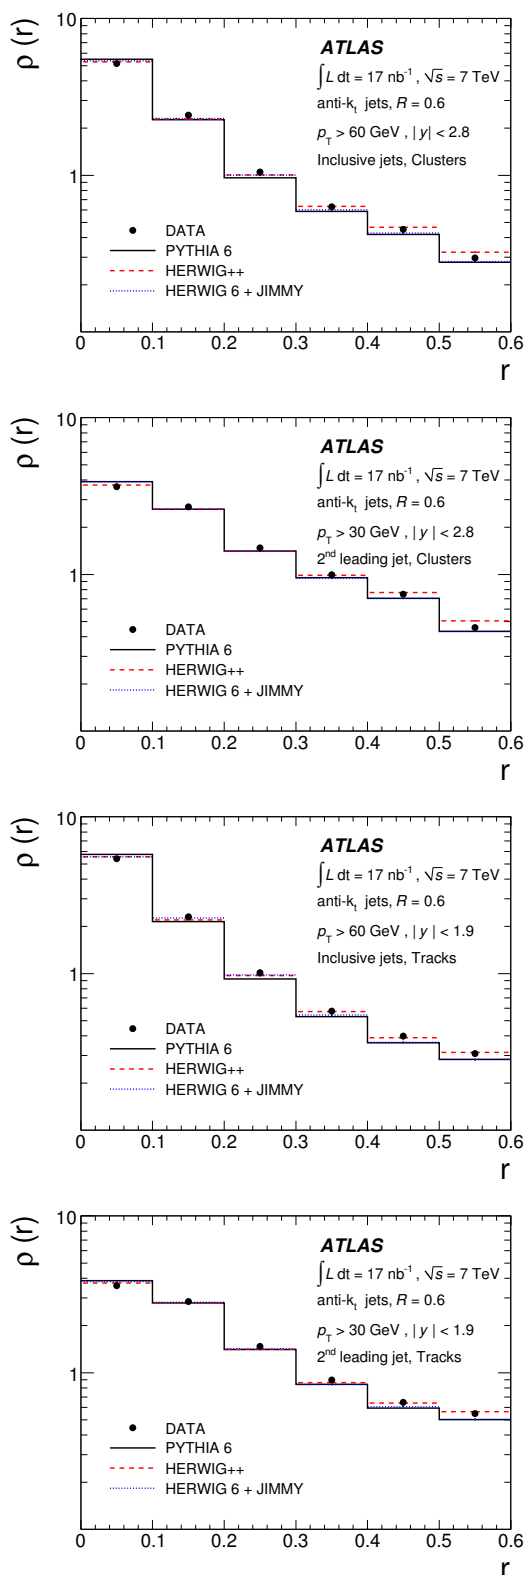 ρ (r)
10
1
ATLAS
∫ L dt = 17 nb⁻¹ , √s = 7 TeV
anti-kₜ jets, R = 0.6
p_T > 60 GeV , | y | < 2.8
Inclusive jets, Clusters
DATA
PYTHIA 6
HERWIG++
HERWIG 6 + JIMMY
0 0.1 0.2 0.3 0.4 0.5 0.6
r
ρ (r)
10
1
ATLAS
∫ L dt = 17 nb⁻¹ , √s = 7 TeV
anti-kₜ jets, R = 0.6
p_T > 30 GeV , | y | < 2.8
2ⁿᵈ leading jet, Clusters
DATA
PYTHIA 6
HERWIG++
HERWIG 6 + JIMMY
0 0.1 0.2 0.3 0.4 0.5 0.6
r
ρ (r)
10
1
ATLAS
∫ L dt = 17 nb⁻¹ , √s = 7 TeV
anti-kₜ jets, R = 0.6
p_T > 60 GeV , | y | < 1.9
Inclusive jets, Tracks
DATA
PYTHIA 6
HERWIG++
HERWIG 6 + JIMMY
0 0.1 0.2 0.3 0.4 0.5 0.6
r
ρ (r)
10
1
ATLAS
∫ L dt = 17 nb⁻¹ , √s = 7 TeV
anti-kₜ jets, R = 0.6
p_T > 30 GeV , | y | < 1.9
2ⁿᵈ leading jet, Tracks
DATA
PYTHIA 6
HERWIG++
HERWIG 6 + JIMMY
0 0.1 0.2 0.3 0.4 0.5 0.6
r